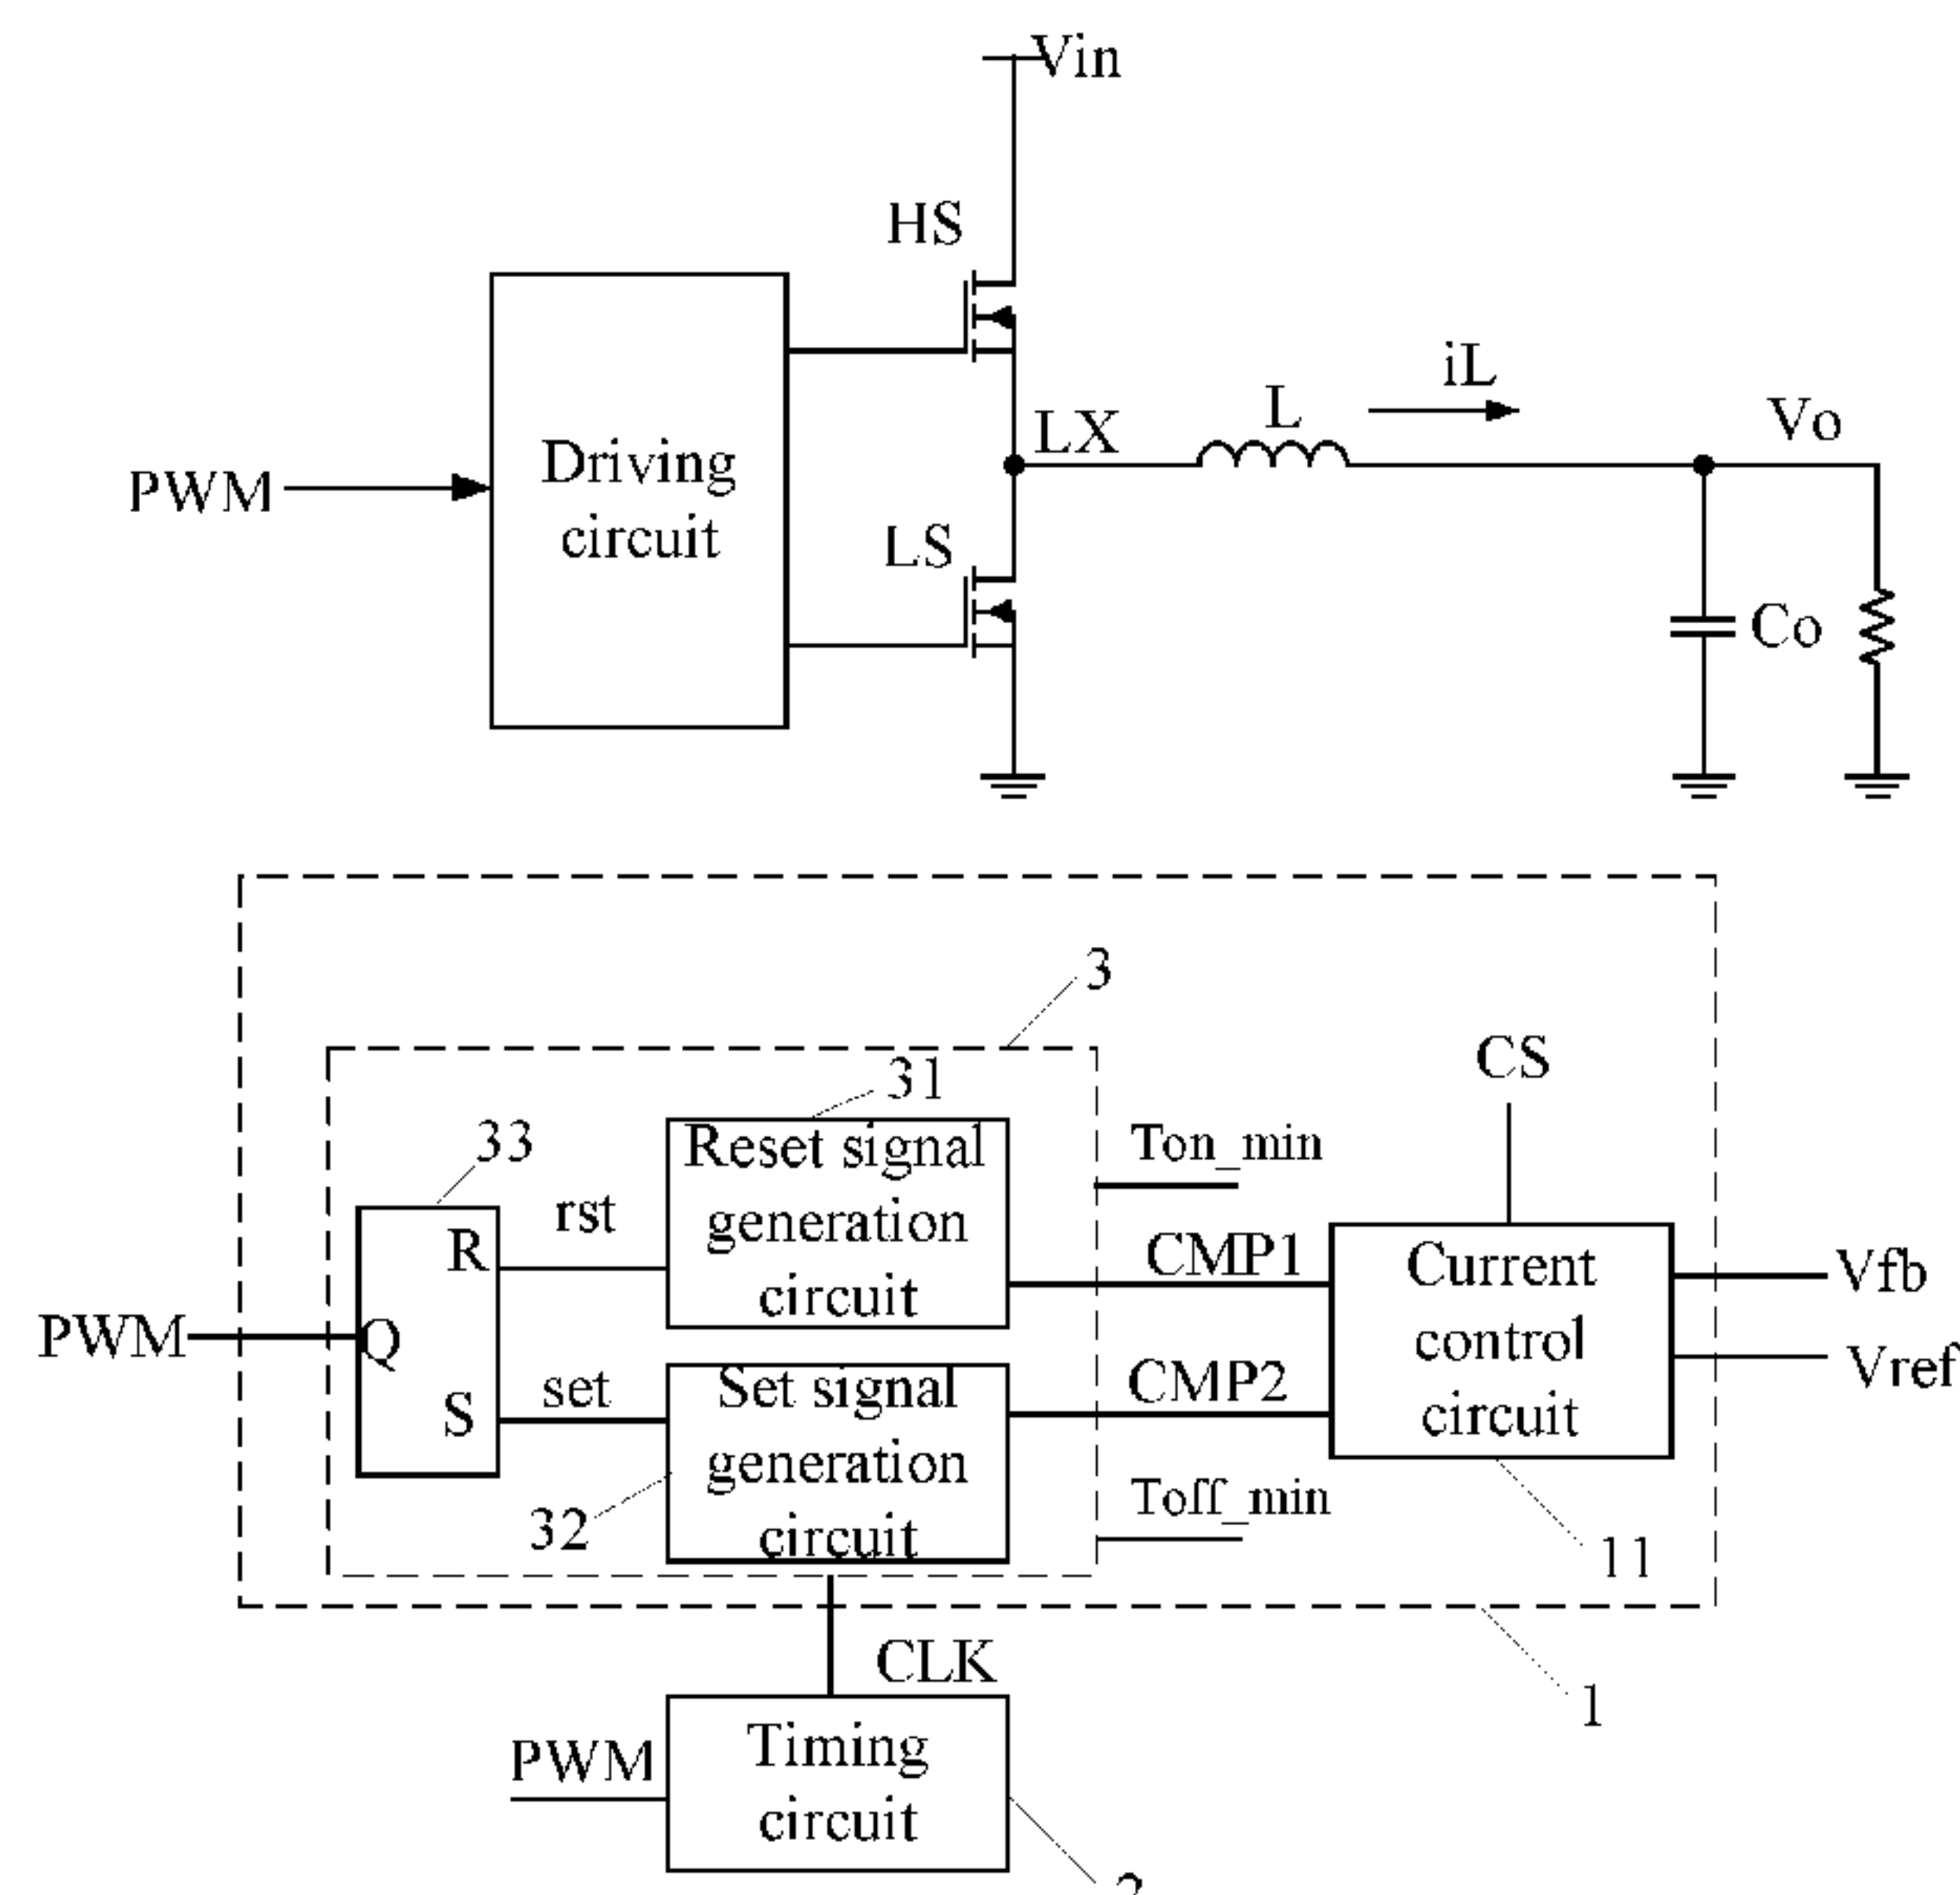 Vin
HS
Driving
circuit
PWM
LX
L
iL
Vo
LS
Co
3
31
33
CS
Reset signal
generation
circuit
Ton_min
rst
R
CMP1
Current
control
circuit
Vfb
Vref
PWM
Q
S
set
Set signal
generation
circuit
CMP2
Toff_min
32
11
CLK
1
PWM
Timing
circuit